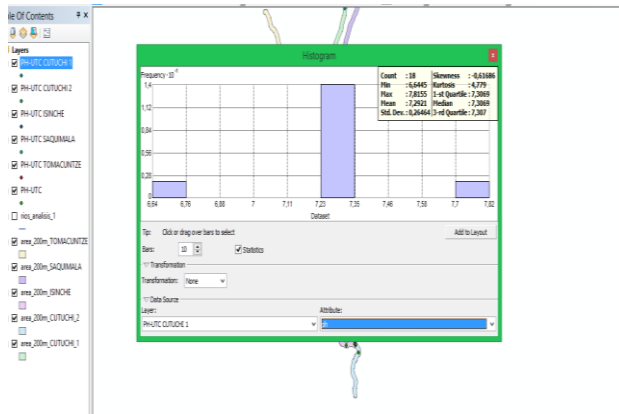 ble Of Contents
Layers
PH-UTC CUTUCHI 1
PH-UTC CUTUCHI 2
PH-UTC ISINCHE
PH-UTC SAQUIMALA
PH-UTC TOMACUNTZE
PH-UTC
rios_analisis_1
area_200m_TOMACUNTZE
area_200m_SAQUIMALA
area_200m_ISINCHE
area_200m_CUTUCHI_2
area_200m_CUTUCHI_1
Histogram
Frequency·10⁻¹
1,4
1,12
0,84
0,56
0,28
0
6,64 6,76 6,88 7 7,11 7,23 7,35 7,46 7,58 7,7 7,82
Dataset
Count : 18 Skewness : -0,61686
Min : 6,6445 Kurtosis : 4,779
Max : 7,8155 1-st Quartile : 7,3069
Mean : 7,2921 Median : 7,3069
Std. Dev. : 0,26464 3-rd Quartile : 7,307
Tip: Click or drag over bars to select
Add to Layout
Bars: 10 Statistics
Transformation
Transformation: None
Data Source
Layer: Attribute:
PH-UTC CUTUCHI 1